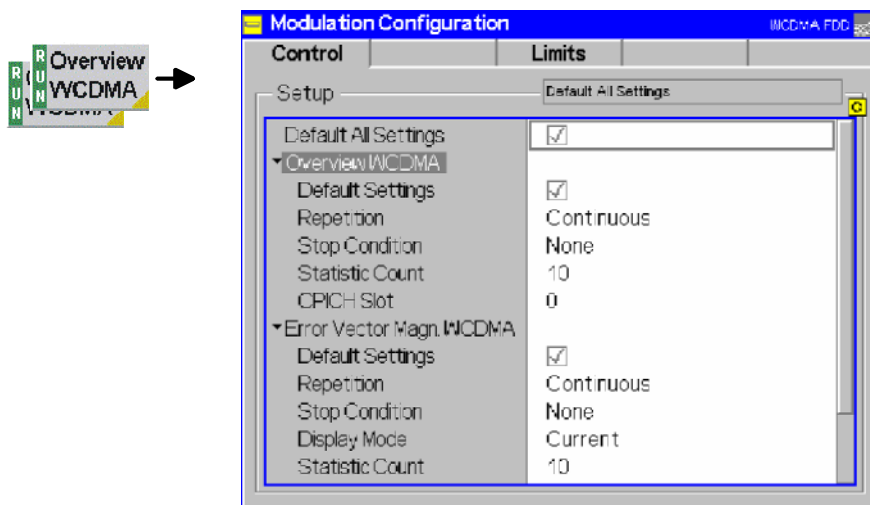 RUN
Overview
WCDMA
RUN
Modulation Configuration
WCDMA FDD
Control
Limits
Setup
Default All Settings
C
Default All Settings
Overview WCDMA
Default Settings
Repetition Continuous
Stop Condition None
Statistic Count 10
CPICH Slot 0
Error Vector Magn. WCDMA
Default Settings
Repetition Continuous
Stop Condition None
Display Mode Current
Statistic Count 10